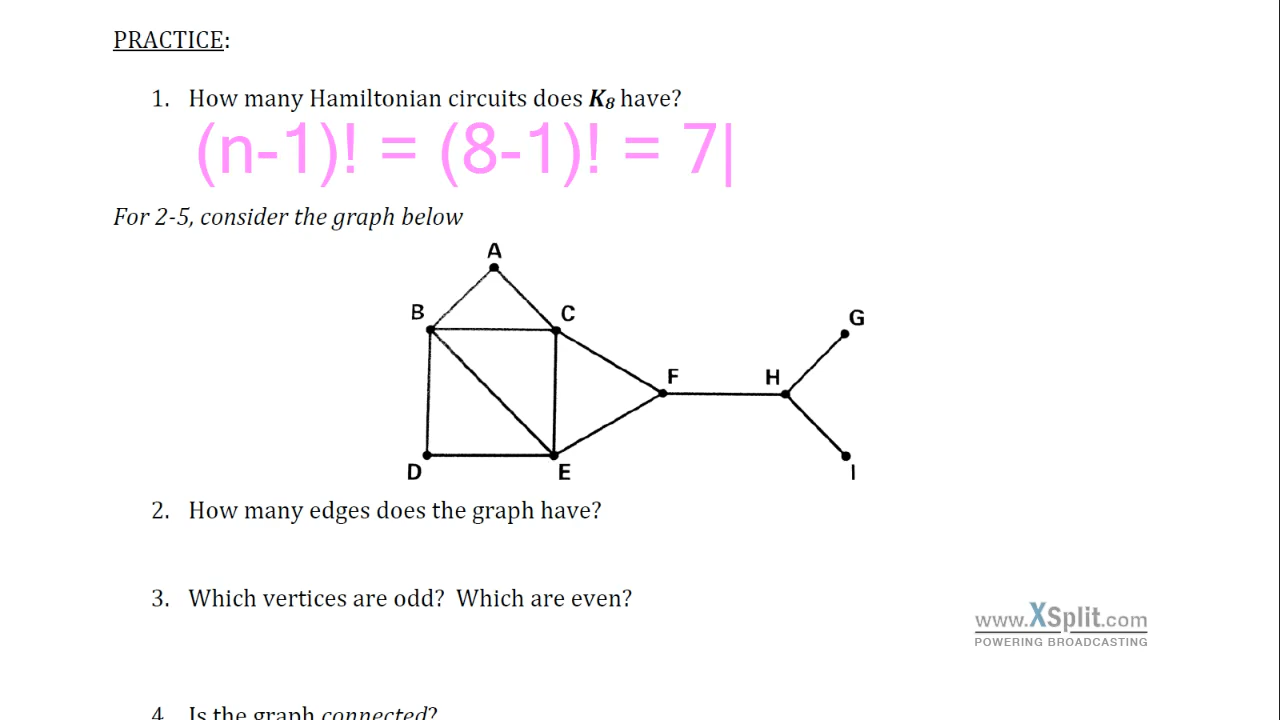 PRACTICE:
1. How many Hamiltonian circuits does K8 have?
(n-1)! = (8-1)! = 7|
For 2-5, consider the graph below
A
B
C
G
F
H
D
E
I
2. How many edges does the graph have?
3. Which vertices are odd? Which are even?
www.XSplit.com
POWERING BROADCASTING
4. Is the graph connected?